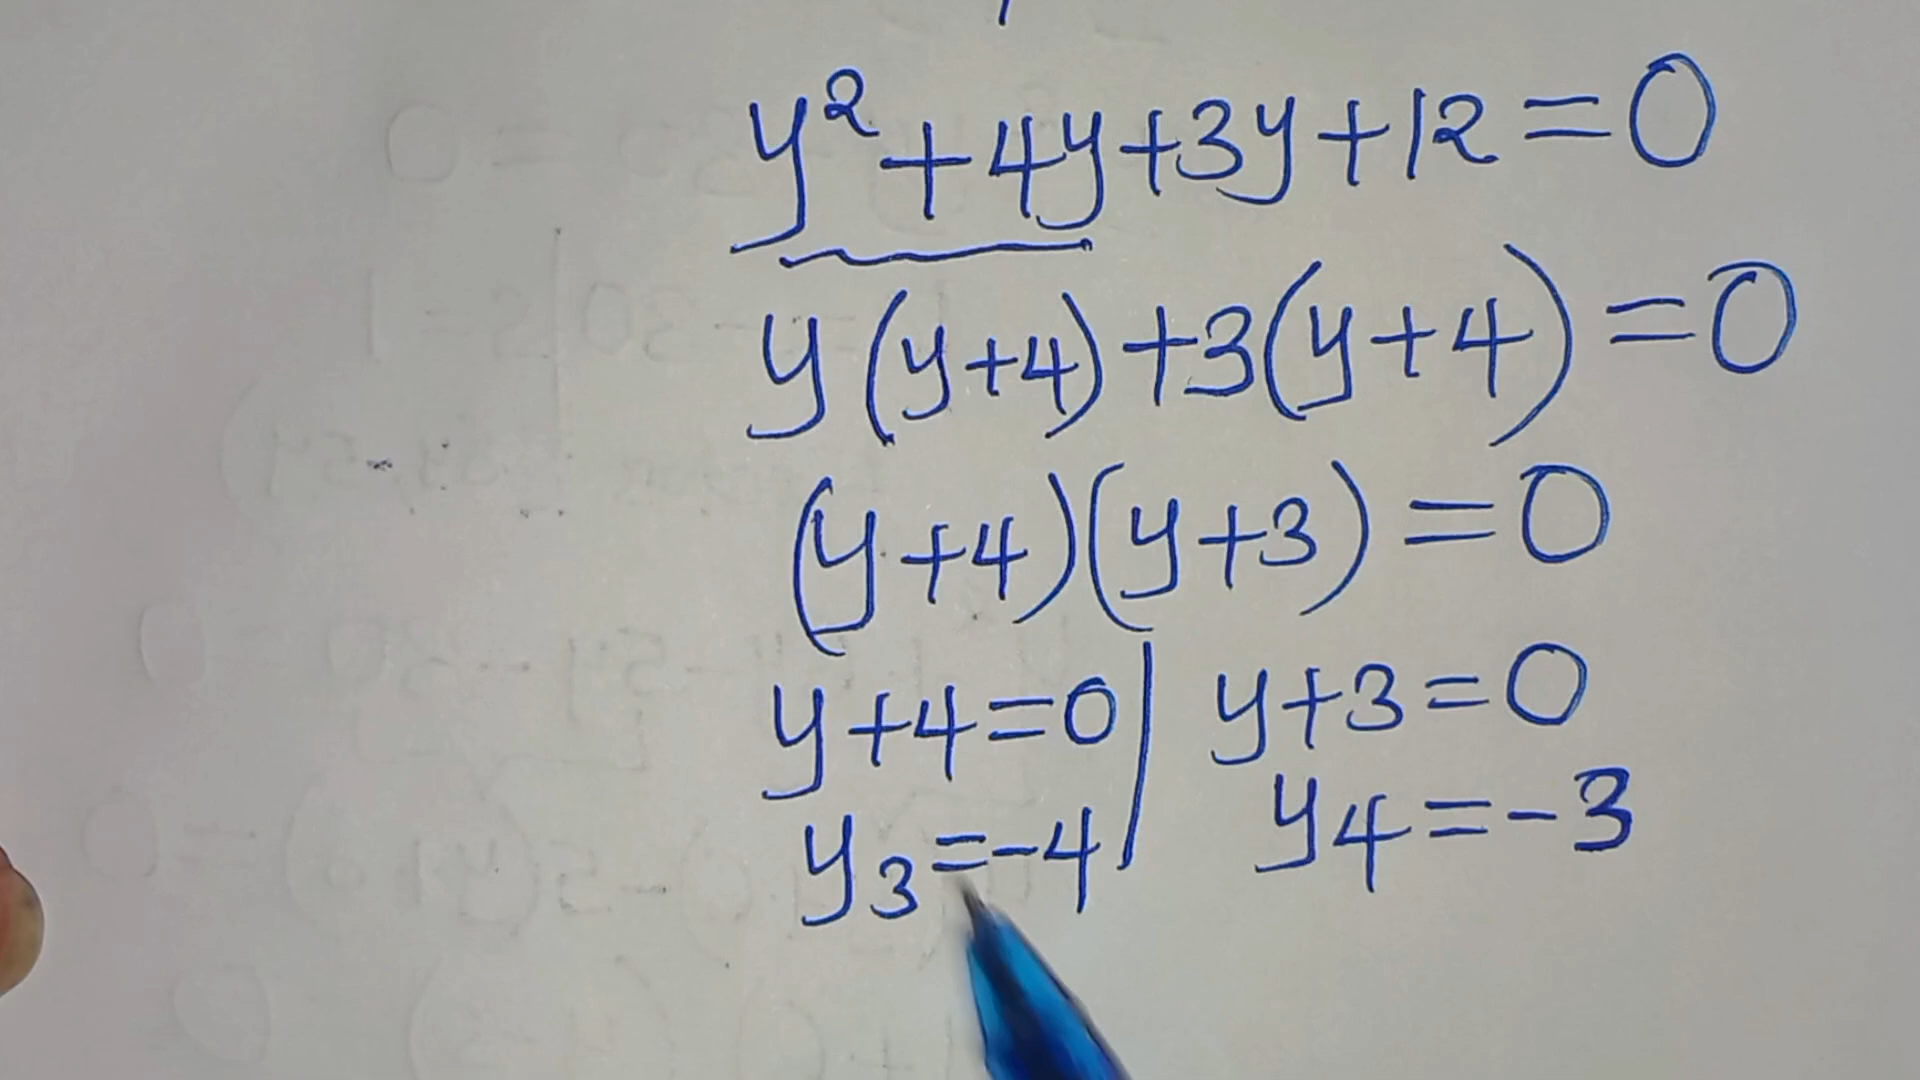 y² + 4y + 3y + 12 = 0
y(y+4) + 3(y+4) = 0
(y+4)(y+3) = 0
y+4=0 | y+3=0
y₃=-4 | y₄=-3